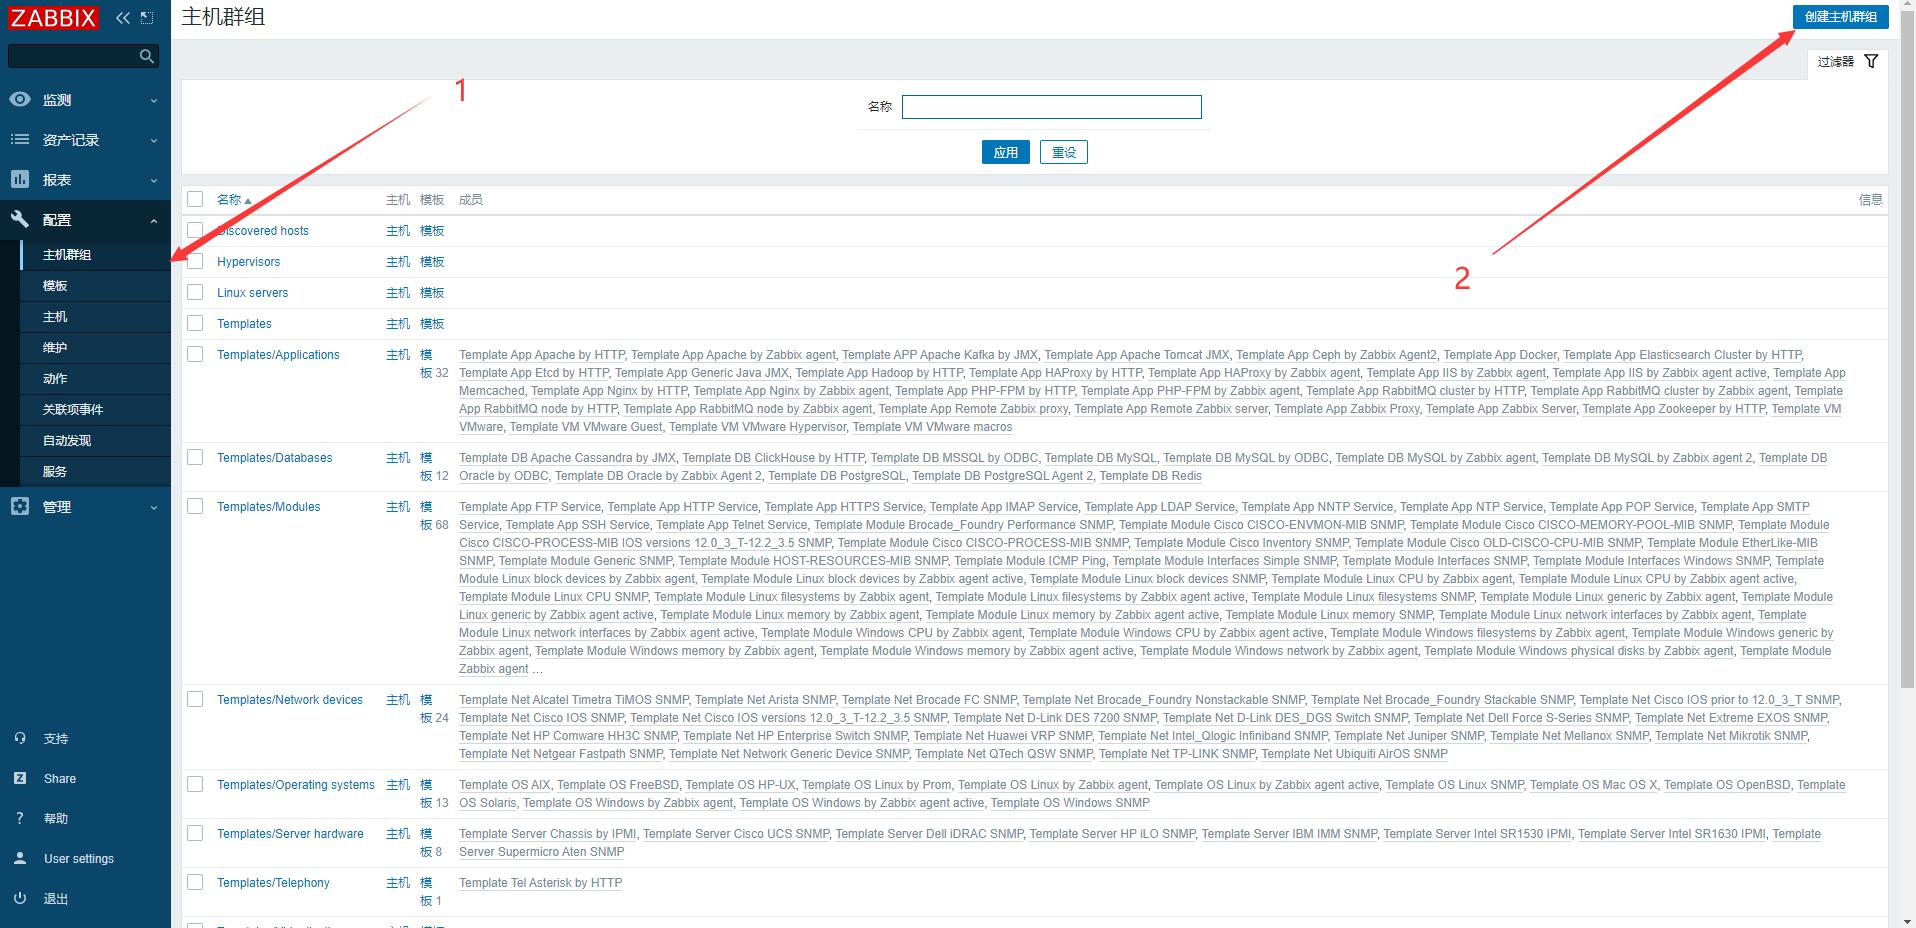 ZABBIX
主机群组
创建主机群组
过滤器
1
2
监测
资产记录
报表
配置
主机群组
模板
主机
维护
动作
关联项事件
自动发现
服务
管理
支持
Share
帮助
User settings
退出
名称
应用 重设
名称 主机 模板 成员 信息
Discovered hosts 主机 模板
Hypervisors 主机 模板
Linux servers 主机 模板
Templates 主机 模板
Templates/Applications 主机 模 Template App Apache by HTTP, Template App Apache by Zabbix agent, Template APP Apache Kafka by JMX, Template App Apache Tomcat JMX, Template App Ceph by Zabbix Agent2, Template App Docker, Template App Elasticsearch Cluster by HTTP,
板 32 Template App Etcd by HTTP, Template App Generic Java JMX, Template App Hadoop by HTTP, Template App HAProxy by HTTP, Template App HAProxy by Zabbix agent, Template App IIS by Zabbix agent, Template App IIS by Zabbix agent active, Template App
Memcached, Template App Nginx by HTTP, Template App Nginx by Zabbix agent, Template App PHP-FPM by HTTP, Template App PHP-FPM by Zabbix agent, Template App RabbitMQ cluster by HTTP, Template App RabbitMQ cluster by Zabbix agent, Template
App RabbitMQ node by HTTP, Template App RabbitMQ node by Zabbix agent, Template App Remote Zabbix proxy, Template App Remote Zabbix server, Template App Zabbix Proxy, Template App Zabbix Server, Template App Zookeeper by HTTP, Template VM
VMware, Template VM VMware Guest, Template VM VMware Hypervisor, Template VM VMware macros
Templates/Databases 主机 模 Template DB Apache Cassandra by JMX, Template DB ClickHouse by HTTP, Template DB MSSQL by ODBC, Template DB MySQL, Template DB MySQL by ODBC, Template DB MySQL by Zabbix agent, Template DB MySQL by Zabbix agent 2, Template DB
板 12 Oracle by ODBC, Template DB Oracle by Zabbix Agent 2, Template DB PostgreSQL, Template DB PostgreSQL Agent 2, Template DB Redis
Templates/Modules 主机 模 Template App FTP Service, Template App HTTP Service, Template App HTTPS Service, Template App IMAP Service, Template App LDAP Service, Template App NNTP Service, Template App NTP Service, Template App POP Service, Template App SMTP
板 68 Service, Template App SSH Service, Template App Telnet Service, Template Module Brocade_Foundry Performance SNMP, Template Module Cisco CISCO-ENVMON-MIB SNMP, Template Module Cisco CISCO-MEMORY-POOL-MIB SNMP, Template Module
Cisco CISCO-PROCESS-MIB IOS versions 12.0_3_T-12.2_3.5 SNMP, Template Module Cisco CISCO-PROCESS-MIB SNMP, Template Module Cisco Inventory SNMP, Template Module Cisco OLD-CISCO-CPU-MIB SNMP, Template Module EtherLike-MIB
SNMP, Template Module Generic SNMP, Template Module HOST-RESOURCES-MIB SNMP, Template Module ICMP Ping, Template Module Interfaces Simple SNMP, Template Module Interfaces SNMP, Template Module Interfaces Windows SNMP, Template
Module Linux block devices by Zabbix agent, Template Module Linux block devices by Zabbix agent active, Template Module Linux block devices SNMP, Template Module Linux CPU by Zabbix agent, Template Module Linux CPU by Zabbix agent active,
Template Module Linux CPU SNMP, Template Module Linux filesystems by Zabbix agent, Template Module Linux filesystems by Zabbix agent active, Template Module Linux filesystems SNMP, Template Module Linux generic by Zabbix agent, Template Module
Linux generic by Zabbix agent active, Template Module Linux memory by Zabbix agent, Template Module Linux memory by Zabbix agent active, Template Module Linux memory SNMP, Template Module Linux network interfaces by Zabbix agent, Template
Module Linux network interfaces by Zabbix agent active, Template Module Windows CPU by Zabbix agent, Template Module Windows CPU by Zabbix agent active, Template Module Windows filesystems by Zabbix agent, Template Module Windows generic by
Zabbix agent, Template Module Windows memory by Zabbix agent, Template Module Windows memory by Zabbix agent active, Template Module Windows network by Zabbix agent, Template Module Windows physical disks by Zabbix agent, Template Module
Zabbix agent …
Templates/Network devices 主机 模 Template Net Alcatel Timetra TiMOS SNMP, Template Net Arista SNMP, Template Net Brocade FC SNMP, Template Net Brocade_Foundry Nonstackable SNMP, Template Net Brocade_Foundry Stackable SNMP, Template Net Cisco IOS prior to 12.0_3_T SNMP,
板 24 Template Net Cisco IOS SNMP, Template Net Cisco IOS versions 12.0_3_T-12.2_3.5 SNMP, Template Net D-Link DES 7200 SNMP, Template Net D-Link DES_DGS Switch SNMP, Template Net Dell Force S-Series SNMP, Template Net Extreme EXOS SNMP,
Template Net HP Comware HH3C SNMP, Template Net HP Enterprise Switch SNMP, Template Net Huawei VRP SNMP, Template Net Intel_Qlogic Infiniband SNMP, Template Net Juniper SNMP, Template Net Mellanox SNMP, Template Net Mikrotik SNMP,
Template Net Netgear Fastpath SNMP, Template Net Network Generic Device SNMP, Template Net QTech QSW SNMP, Template Net TP-LINK SNMP, Template Net Ubiquiti AirOS SNMP
Templates/Operating systems 主机 模 Template OS AIX, Template OS FreeBSD, Template OS HP-UX, Template OS Linux by Prom, Template OS Linux by Zabbix agent, Template OS Linux by Zabbix agent active, Template OS Linux SNMP, Template OS Mac OS X, Template OS OpenBSD, Template
板 13 OS Solaris, Template OS Windows by Zabbix agent, Template OS Windows by Zabbix agent active, Template OS Windows SNMP
Templates/Server hardware 主机 模 Template Server Chassis by IPMI, Template Server Cisco UCS SNMP, Template Server Dell iDRAC SNMP, Template Server HP iLO SNMP, Template Server IBM IMM SNMP, Template Server Intel SR1530 IPMI, Template Server Intel SR1630 IPMI, Template
板 8 Server Supermicro Aten SNMP
Templates/Telephony 主机 模 Template Tel Asterisk by HTTP
板 1